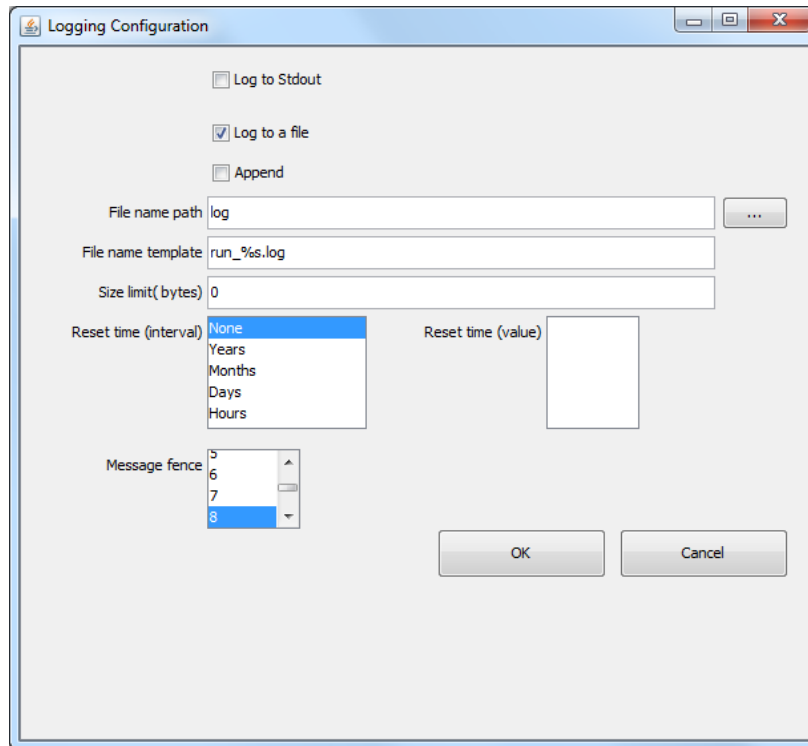 Logging Configuration
Log to Stdout
Log to a file
Append
File name path log ...
File name template run_%s.log
Size limit( bytes) 0
Reset time (interval) None Reset time (value)
Years
Months
Days
Hours
5
Message fence 6
7
8
OK Cancel